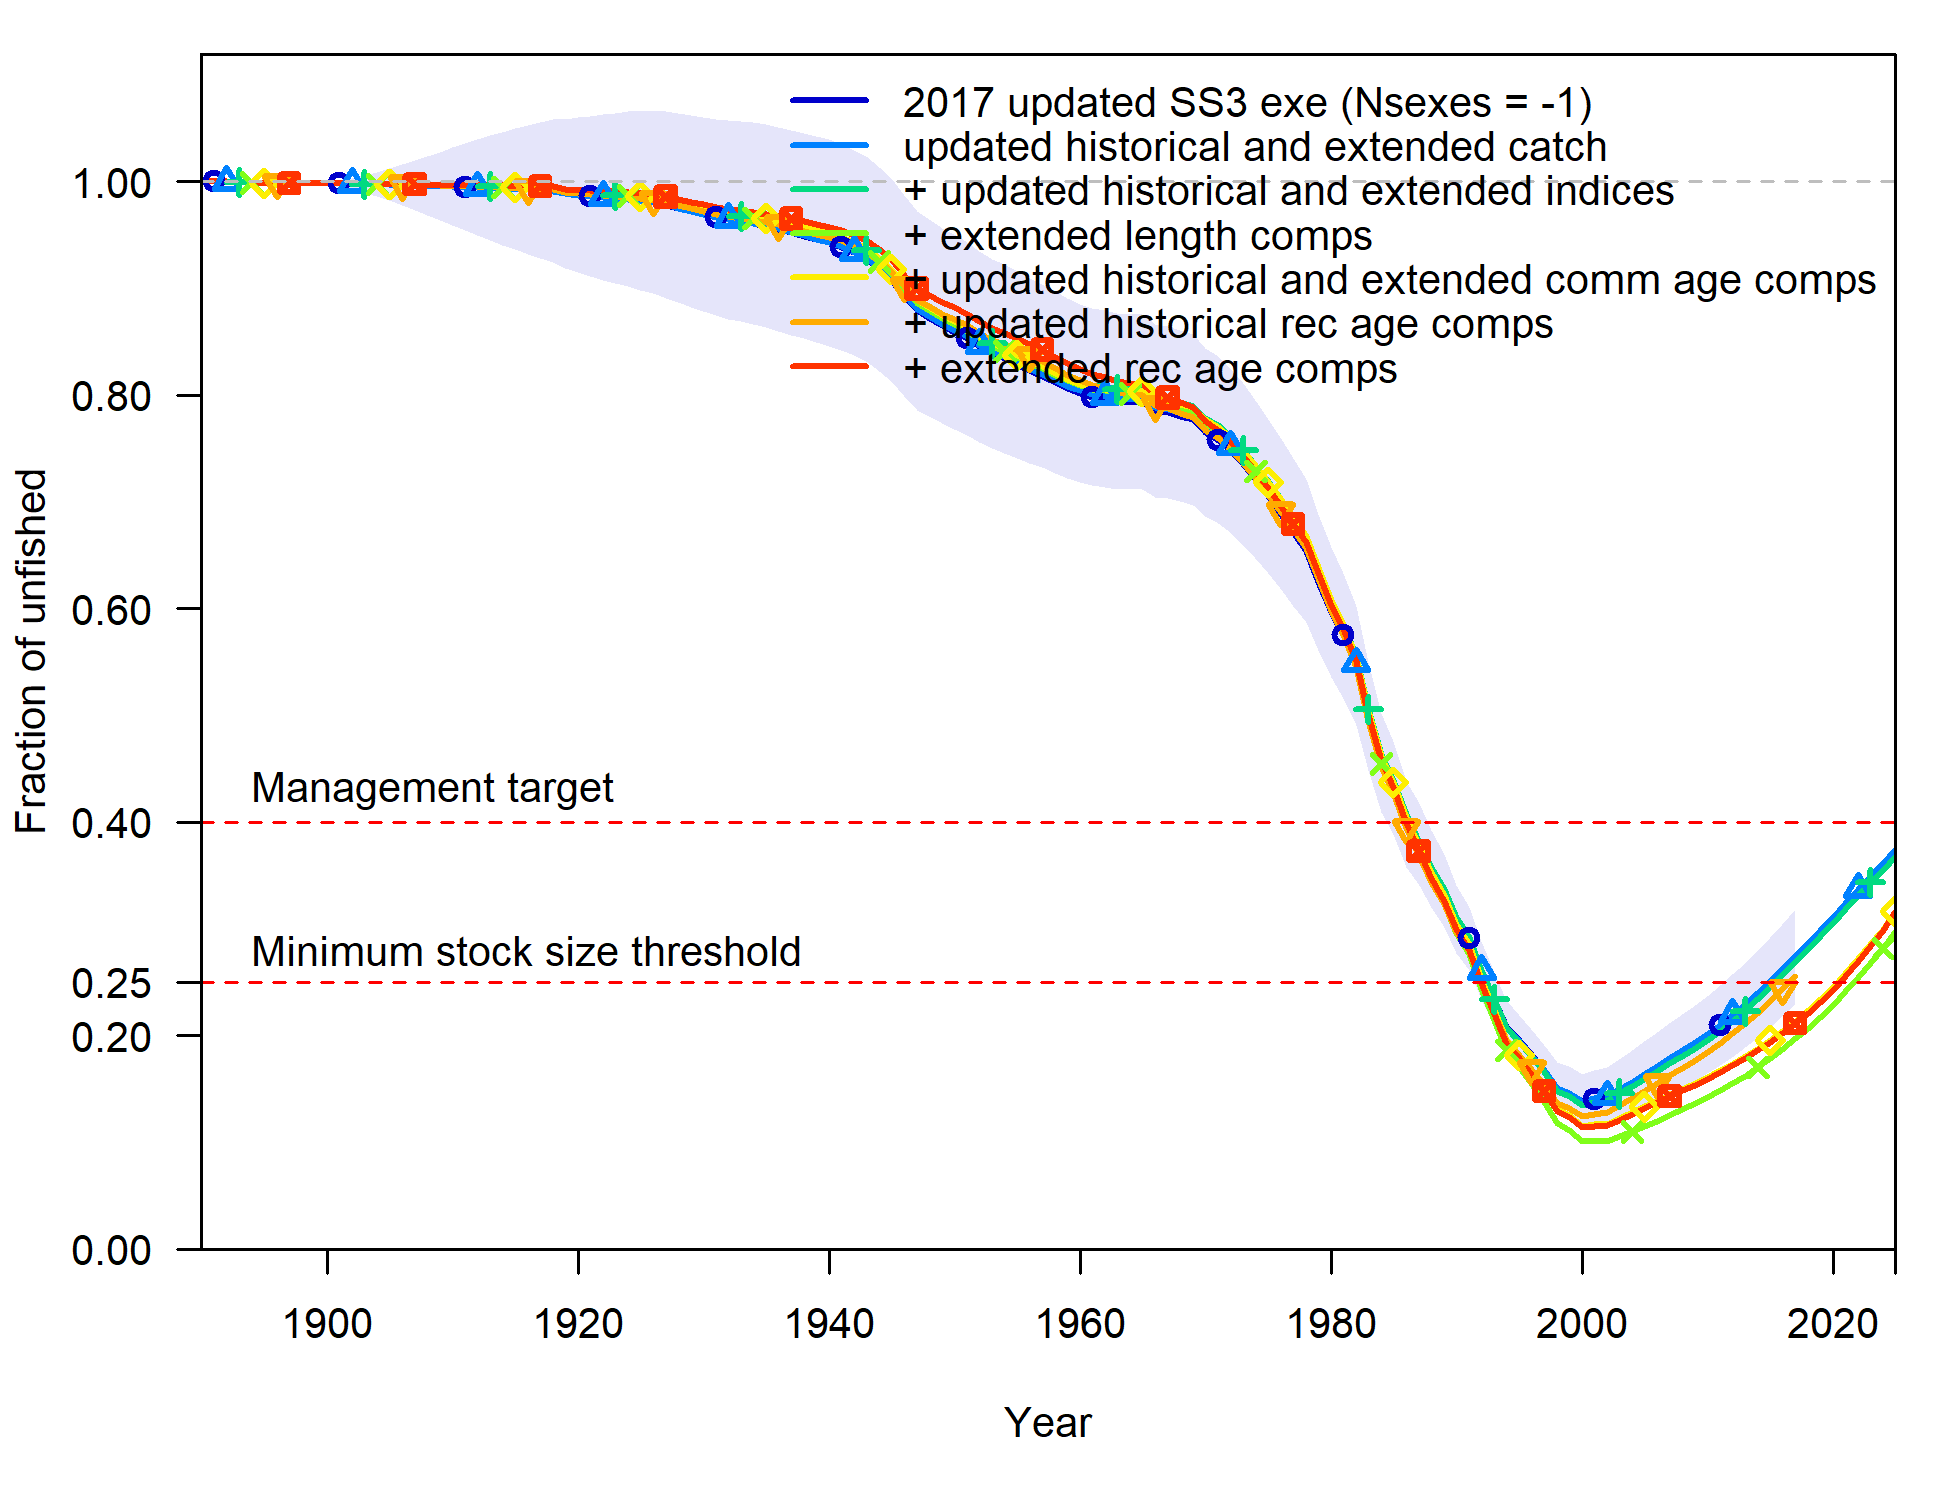 2017 updated SS3 exe (Nsexes = -1)
updated historical and extended catch
+ updated historical and extended indices
+ extended length comps
+ updated historical and extended comm age comps
+ updated historical rec age comps
+ extended rec age comps
1.00
0.80
0.60
0.40
0.25
0.20
0.00
Fraction of unfished
Management target
Minimum stock size threshold
1900
1920
1940
1960
1980
2000
2020
Year